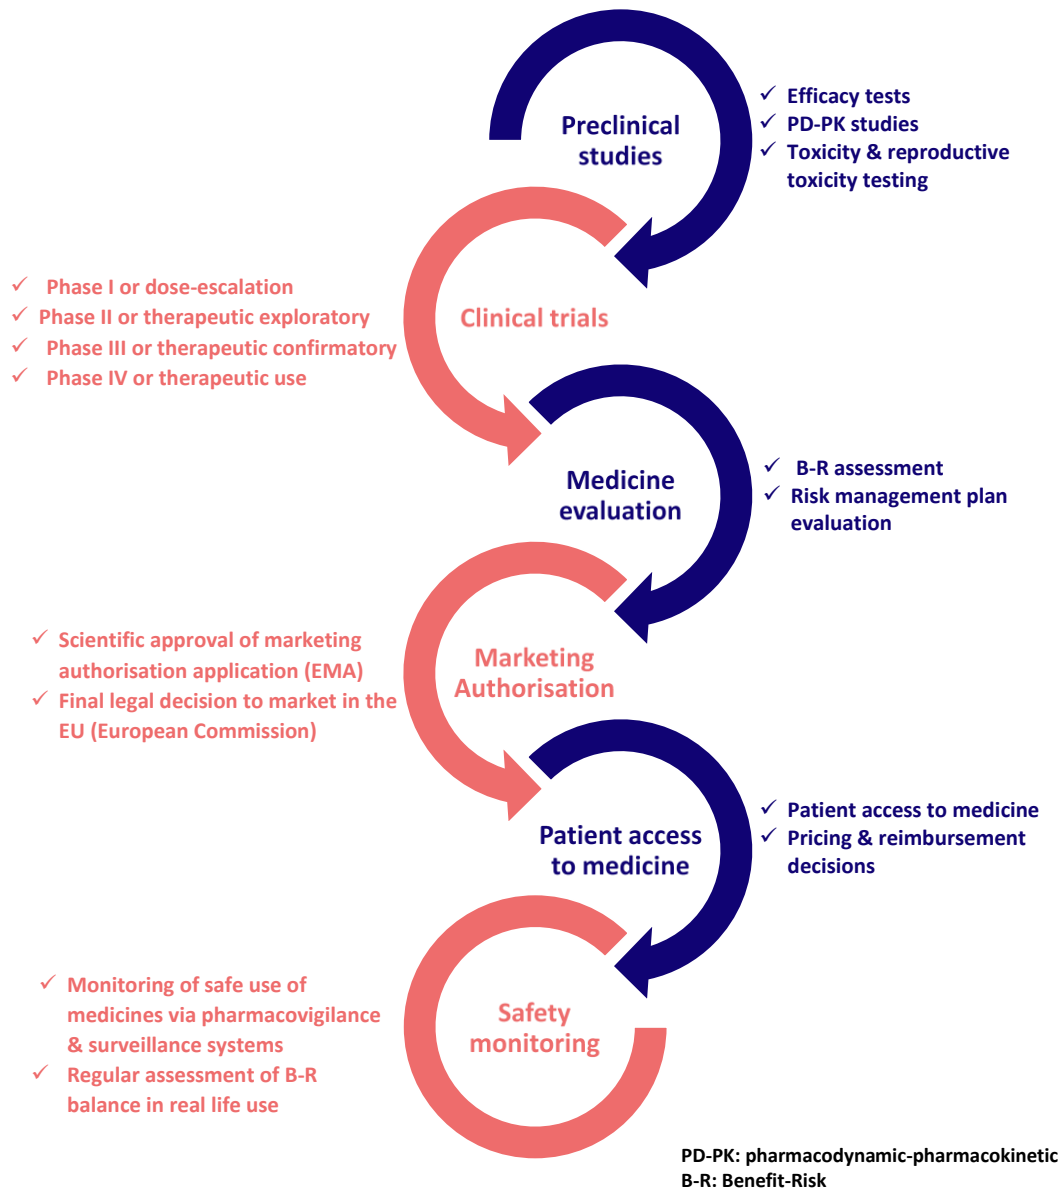 Preclinical
studies
✓ Efficacy tests
✓ PD-PK studies
✓ Toxicity & reproductive
toxicity testing
Clinical trials
✓ Phase I or dose-escalation
✓ Phase II or therapeutic exploratory
✓ Phase III or therapeutic confirmatory
✓ Phase IV or therapeutic use
Medicine
evaluation
✓ B-R assessment
✓ Risk management plan
evaluation
Marketing
Authorisation
✓ Scientific approval of marketing
authorisation application (EMA)
✓ Final legal decision to market in the
EU (European Commission)
Patient access
to medicine
✓ Patient access to medicine
✓ Pricing & reimbursement
decisions
Safety
monitoring
✓ Monitoring of safe use of
medicines via pharmacovigilance
& surveillance systems
✓ Regular assessment of B-R
balance in real life use
PD-PK: pharmacodynamic-pharmacokinetic
B-R: Benefit-Risk